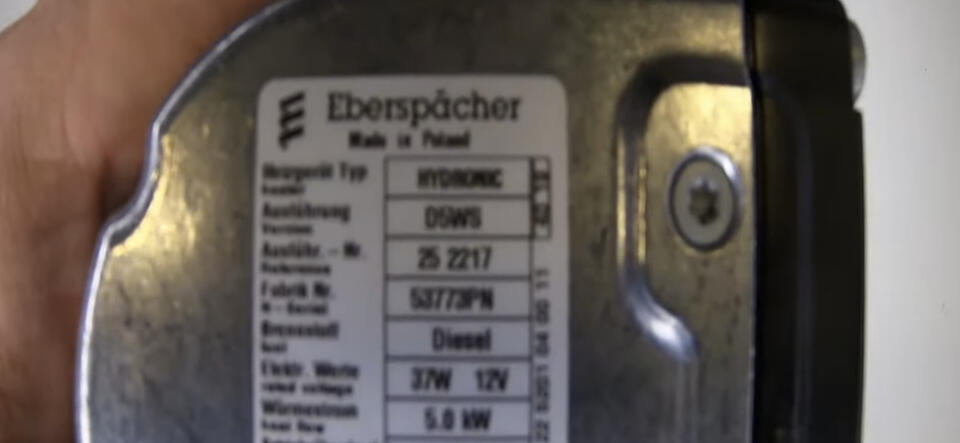 Eberspächer
Made in Poland
Heizgerät Typ HYDRONIC
heater
Ausführung D5WS
Version
Ausführ. - Nr. 25 2217
Reference
Fabrik Nr. 53773PN
Brennstoff Diesel
fuel
Elektr. Werte 37W 12V
rated voltage
Wärmestrom 5.0 kW
heat flow